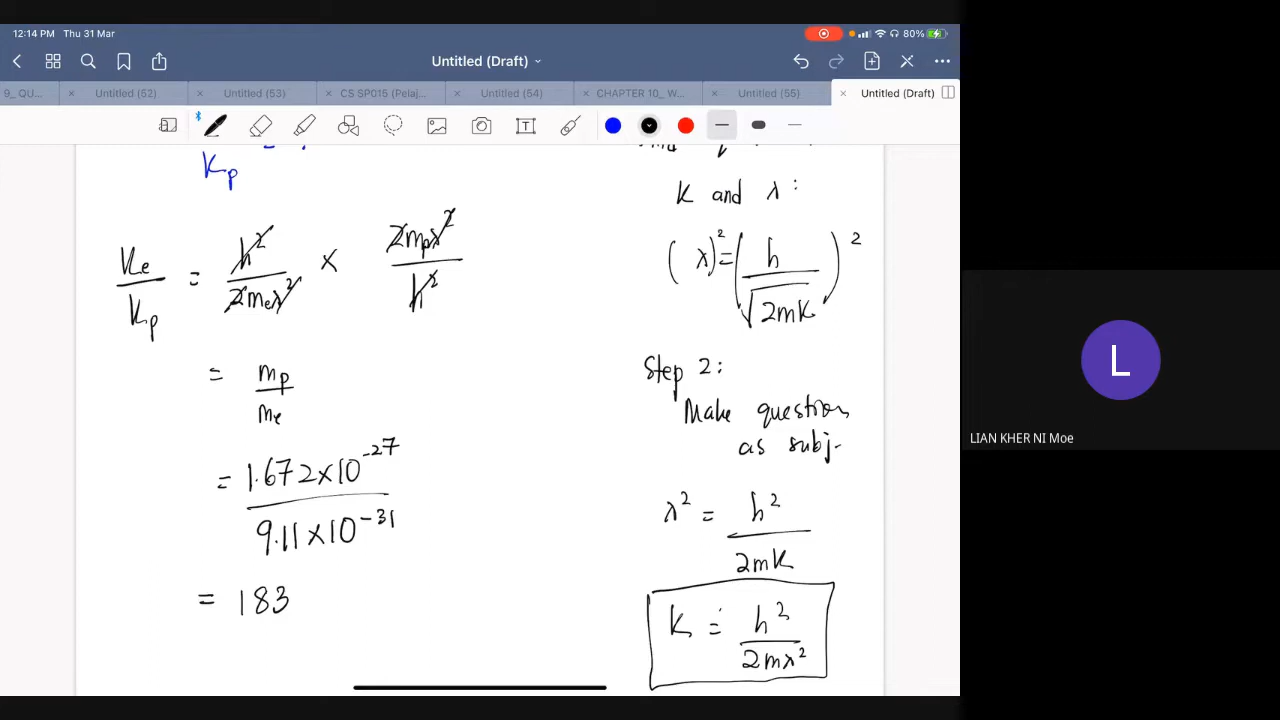 12:14 PM Thu 31 Mar
80%
Untitled (Draft)
9_ QU...
Untitled (52)
Untitled (53)
CS SP015 (Pelaj...
Untitled (54)
CHAPTER 10_ W...
Untitled (55)
Untitled (Draft)
Kp
Ke/Kp = h²/2meλ² × 2mpλ²/h²
= mp/me
= 1.672×10⁻²⁷/9.11×10⁻³¹
= 183
K and λ:
(λ)² = (h/√2mK)²
Step 2:
Make question
as subj.
λ² = h²/2mK
K = h²/2mλ²
L
LIAN KHER NI Moe